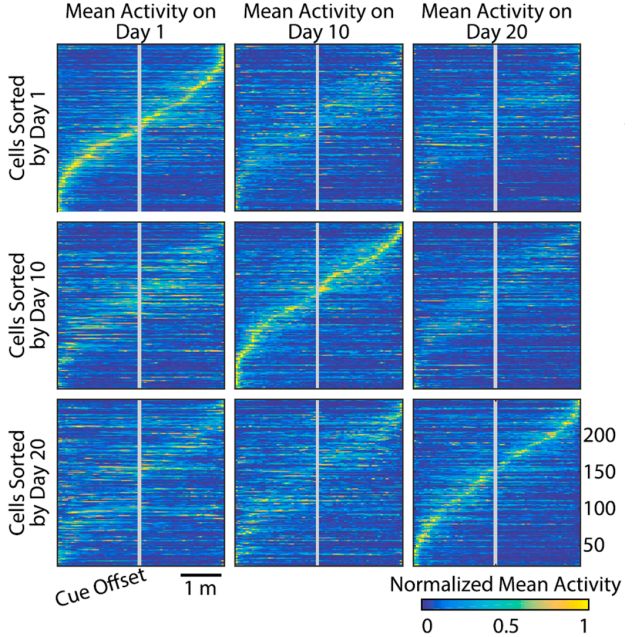 Mean Activity on
Day 1
Mean Activity on
Day 10
Mean Activity on
Day 20
Cells Sorted
by Day 1
Cells Sorted
by Day 10
Cells Sorted
by Day 20
200
150
100
50
Cue Offset
1 m
Normalized Mean Activity
0
0.5
1